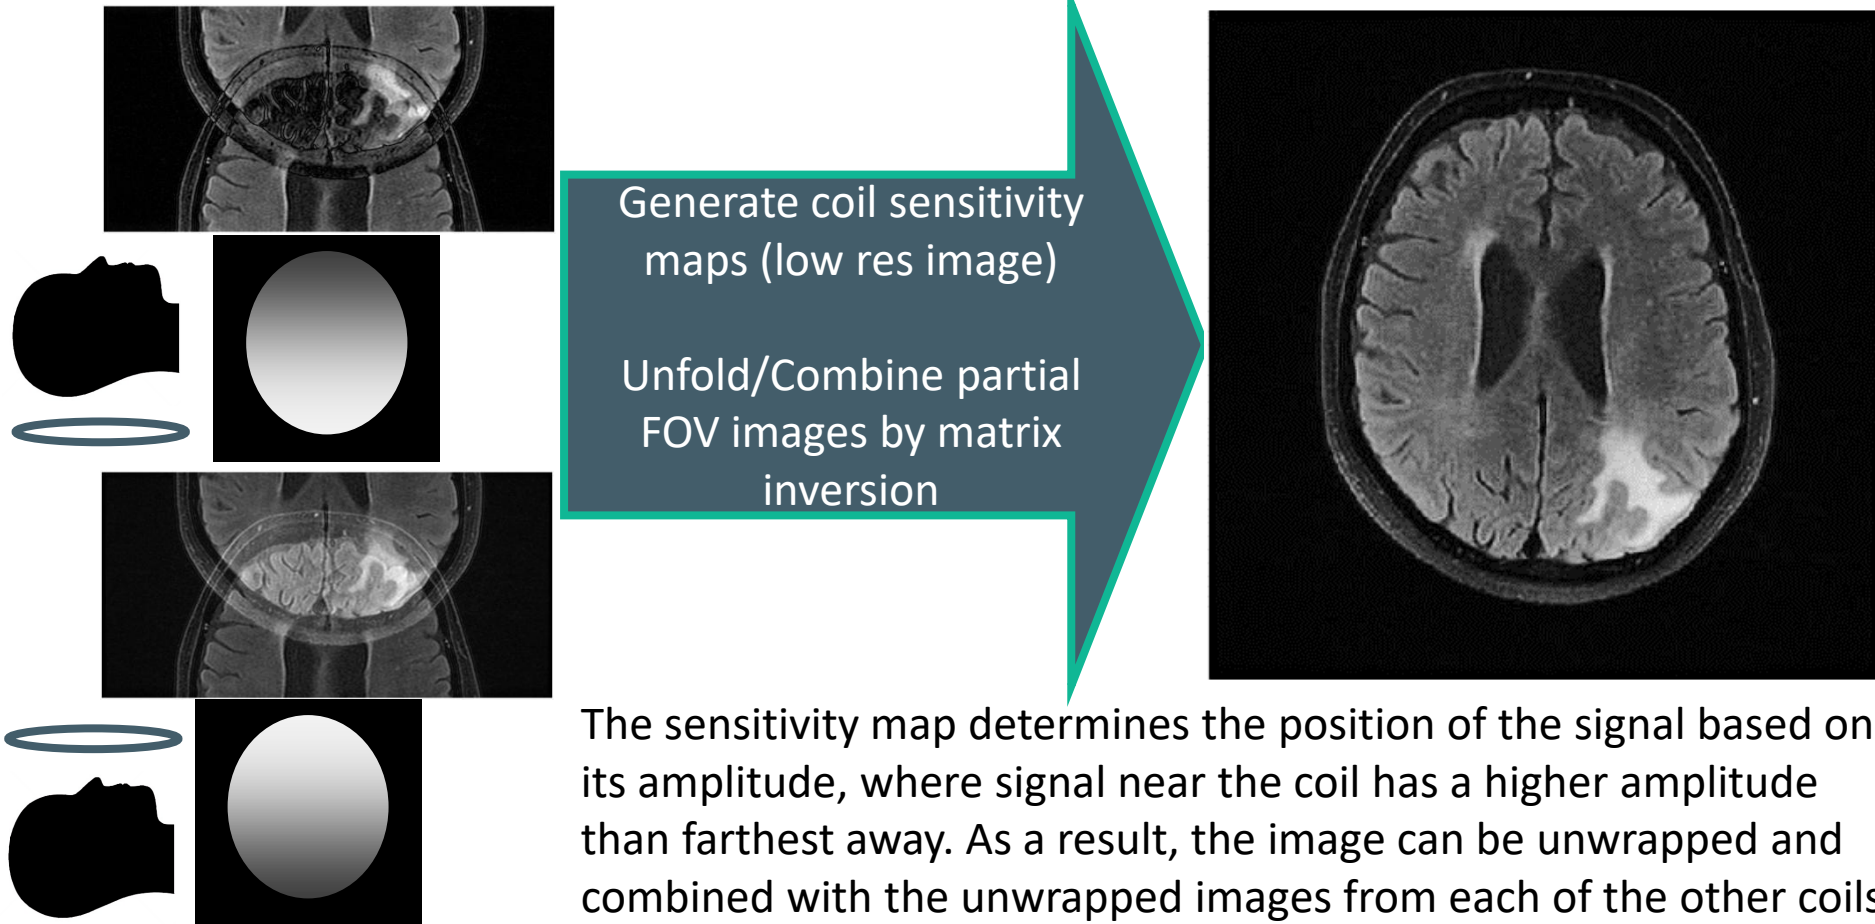 Generate coil sensitivity
maps (low res image)
Unfold/Combine partial
FOV images by matrix
inversion
The sensitivity map determines the position of the signal based on
its amplitude, where signal near the coil has a higher amplitude
than farthest away. As a result, the image can be unwrapped and
combined with the unwrapped images from each of the other coils